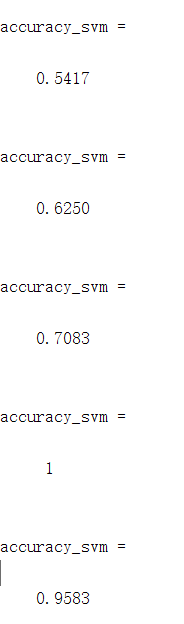 accuracy_svm =
0.5417
accuracy_svm =
0.6250
accuracy_svm =
0.7083
accuracy_svm =
1
accuracy_svm =
0.9583